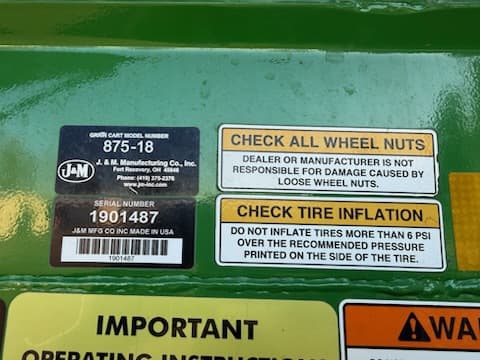 GRAIN CART MODEL NUMBER
875-18
J&M
J. & M. Manufacturing Co., Inc.
Fort Recovery, OH 45846
Phone: (419) 375-2376
www.jm-inc.com
SERIAL NUMBER
1901487
J&M MFG CO INC MADE IN USA
1901487
CHECK ALL WHEEL NUTS
DEALER OR MANUFACTURER IS NOT
RESPONSIBLE FOR DAMAGE CAUSED BY
LOOSE WHEEL NUTS.
CHECK TIRE INFLATION
DO NOT INFLATE TIRES MORE THAN 6 PSI
OVER THE RECOMMENDED PRESSURE
PRINTED ON THE SIDE OF THE TIRE.
IMPORTANT
OPERATING INSTRUCTIONS
WA